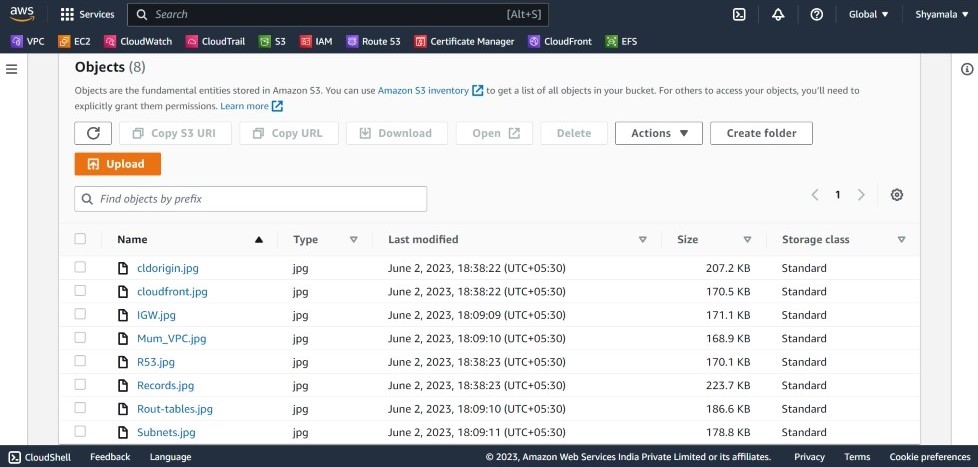 aws Services Search [Alt+S] Global Shyamala
VPC EC2 CloudWatch CloudTrail S3 IAM Route 53 Certificate Manager CloudFront EFS
Objects (8)
Objects are the fundamental entities stored in Amazon S3. You can use Amazon S3 inventory to get a list of all objects in your bucket. For others to access your objects, you'll need to
explicitly grant them permissions. Learn more
Copy S3 URI Copy URL Download Open Delete Actions Create folder
Upload
Find objects by prefix 1
Name Type Last modified Size Storage class
cldorigin.jpg jpg June 2, 2023, 18:38:22 (UTC+05:30) 207.2 KB Standard
cloudfront.jpg jpg June 2, 2023, 18:38:22 (UTC+05:30) 170.5 KB Standard
IGW.jpg jpg June 2, 2023, 18:09:09 (UTC+05:30) 171.1 KB Standard
Mum_VPC.jpg jpg June 2, 2023, 18:09:10 (UTC+05:30) 168.9 KB Standard
R53.jpg jpg June 2, 2023, 18:38:23 (UTC+05:30) 170.1 KB Standard
Records.jpg jpg June 2, 2023, 18:38:23 (UTC+05:30) 223.7 KB Standard
Rout-tables.jpg jpg June 2, 2023, 18:09:10 (UTC+05:30) 186.6 KB Standard
Subnets.jpg jpg June 2, 2023, 18:09:11 (UTC+05:30) 178.8 KB Standard
CloudShell Feedback Language © 2023, Amazon Web Services India Private Limited or its affiliates. Privacy Terms Cookie preferences